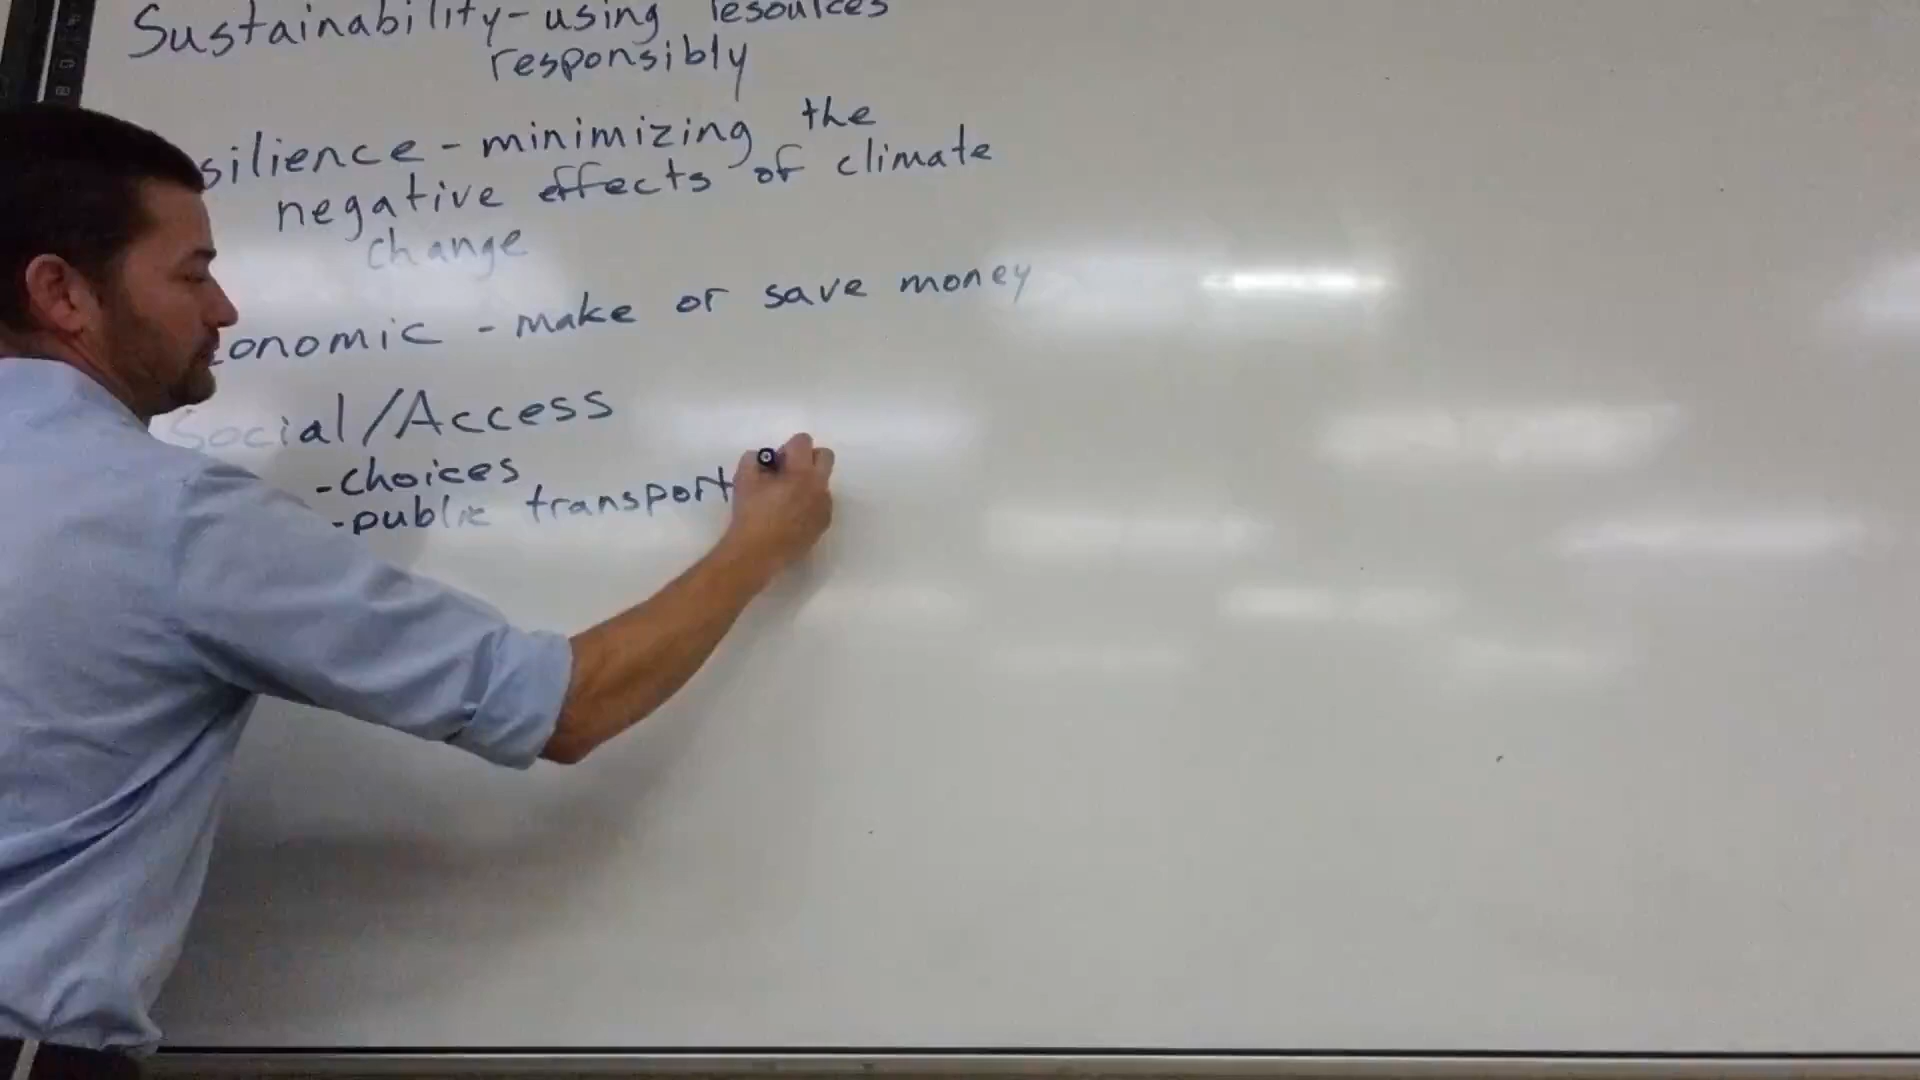 Sustainability - using resources
responsibly
silience - minimizing the
negative effects of climate
change
conomic - make or save money
Social/Access
- choices
- public transport